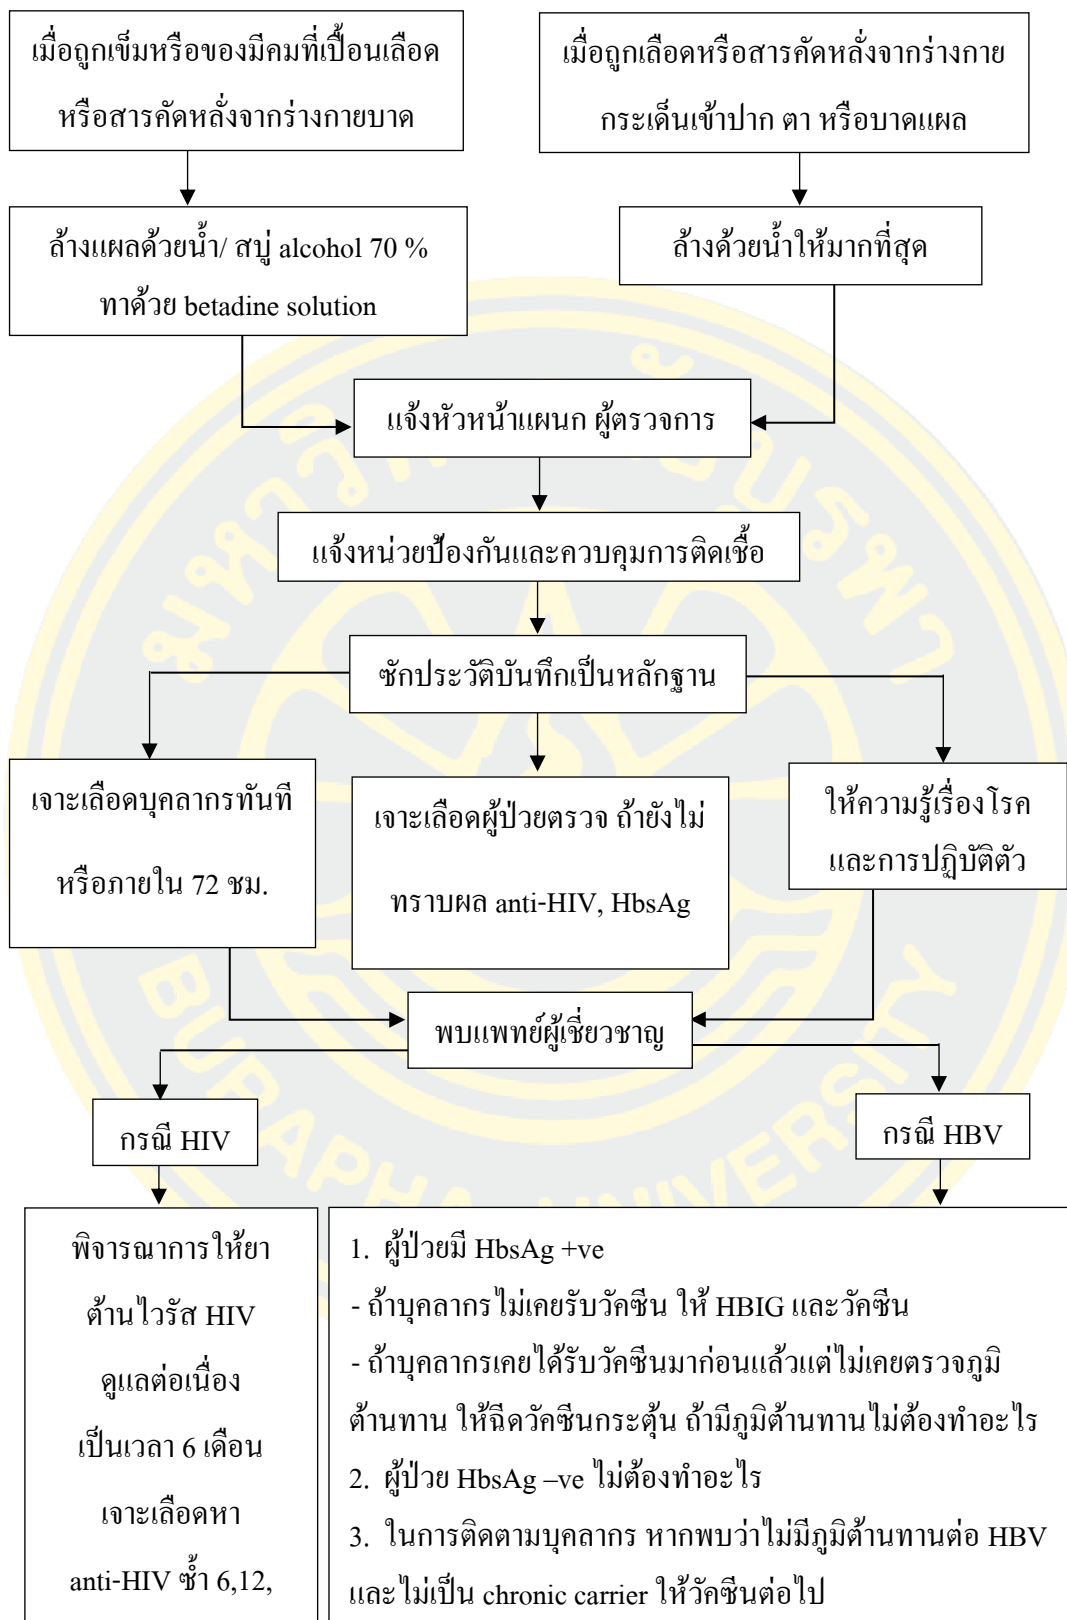 เมื่อถูกเข็มหรือของมีคมที่เปื้อนเลือด
หรือสารคัดหลั่งจากร่างกายบาด
เมื่อถูกเลือดหรือสารคัดหลั่งจากร่างกาย
กระเด็นเข้าปาก ตา หรือบาดแผล
ล้างแผลด้วยน้ำ/ สบู่ alcohol 70 %
ทาด้วย betadine solution
ล้างด้วยน้ำให้มากที่สุด
แจ้งหัวหน้าแผนก ผู้ตรวจการ
แจ้งหน่วยป้องกันและควบคุมการติดเชื้อ
ซักประวัติบันทึกเป็นหลักฐาน
เจาะเลือดบุคลากรทันที
หรือภายใน 72 ชม.
เจาะเลือดผู้ป่วยตรวจ ถ้ายังไม่
ทราบผล anti-HIV, HbsAg
ให้ความรู้เรื่องโรค
และการปฏิบัติตัว
พบแพทย์ผู้เชี่ยวชาญ
กรณี HIV
กรณี HBV
พิจารณาการให้ยา
ต้านไวรัส HIV
ดูแลต่อเนื่อง
เป็นเวลา 6 เดือน
เจาะเลือดหา
anti-HIV ซ้ำ 6,12,
1. ผู้ป่วยมี HbsAg +ve
- ถ้าบุคลากรไม่เคยรับวัคซีน ให้ HBIG และวัคซีน
- ถ้าบุคลากรเคยได้รับวัคซีนมาก่อนแล้วแต่ไม่เคยตรวจภูมิ
ต้านทาน ให้ฉีดวัคซีนกระตุ้น ถ้ามีภูมิต้านทานไม่ต้องทำอะไร
2. ผู้ป่วย HbsAg –ve ไม่ต้องทำอะไร
3. ในการติดตามบุคลากร หากพบว่าไม่มีภูมิต้านทานต่อ HBV
และไม่เป็น chronic carrier ให้วัคซีนต่อไป
BURAPHA UNIVERSITY